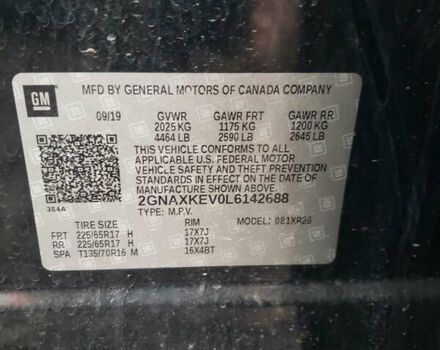 GM
MFD BY GENERAL MOTORS OF CANADA COMPANY
09/19 GVWR GAWR FRT GAWR RR
2025 KG 1175 KG 1200 KG
4464 LB 2590 LB 2645 LB
THIS VEHICLE CONFORMS TO ALL
APPLICABLE U.S. FEDERAL MOTOR
VEHICLE SAFETY AND THEFT PREVENTION
STANDARDS IN EFFECT ON THE DATE OF
MANUFACTURE SHOWN ABOVE.
2GNAXKEV0L6142688
364A TYPE: M.P.V.
TIRE SIZE RIM MODEL: 081XR26
FRT 225/65R17 H 17X7J
RR 225/65R17 H 17X7J
SPA T135/70R16 M 16X4BT